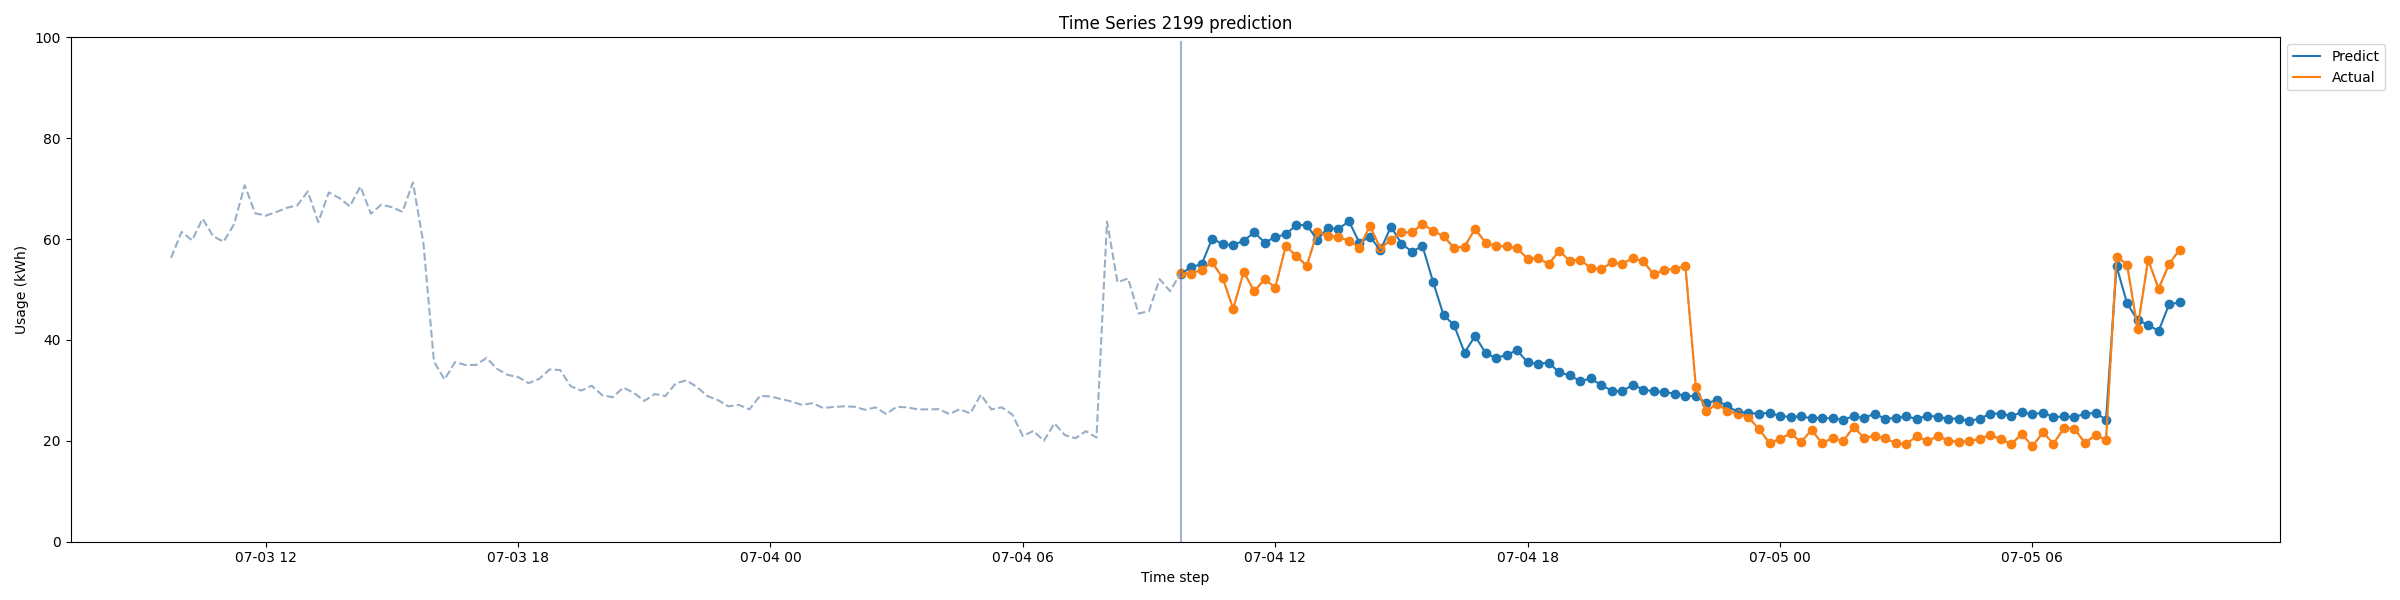 Time Series 2199 prediction
100
80
60
40
20
0
Usage (kWh)
07-03 12
07-03 18
07-04 00
07-04 06
07-04 12
07-04 18
07-05 00
07-05 06
Time step
Predict
Actual